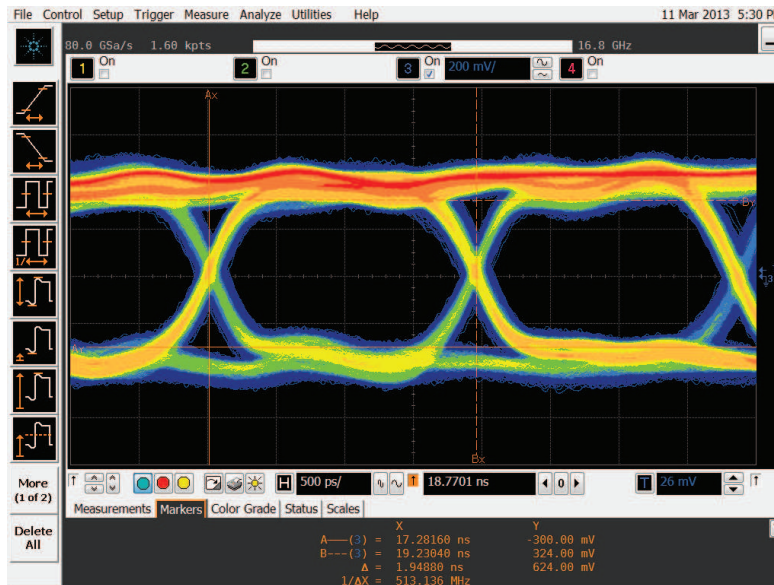 File Control Setup Trigger Measure Analyze Utilities Help 11 Mar 2013 5:30 P
80.0 GSa/s 1.60 kpts 16.8 GHz
1 On 2 On 3 On 200 mV/ 4 On
Ax
By
3
Bx
More
(1 of 2)
Delete
All
H 500 ps/ 18.7701 ns 0 T 26 mV
Measurements Markers Color Grade Status Scales
X Y
A——(3) = 17.28160 ns -300.00 mV
B---(3) = 19.23040 ns 324.00 mV
Δ = 1.94880 ns 624.00 mV
1/ΔX = 513.136 MHz